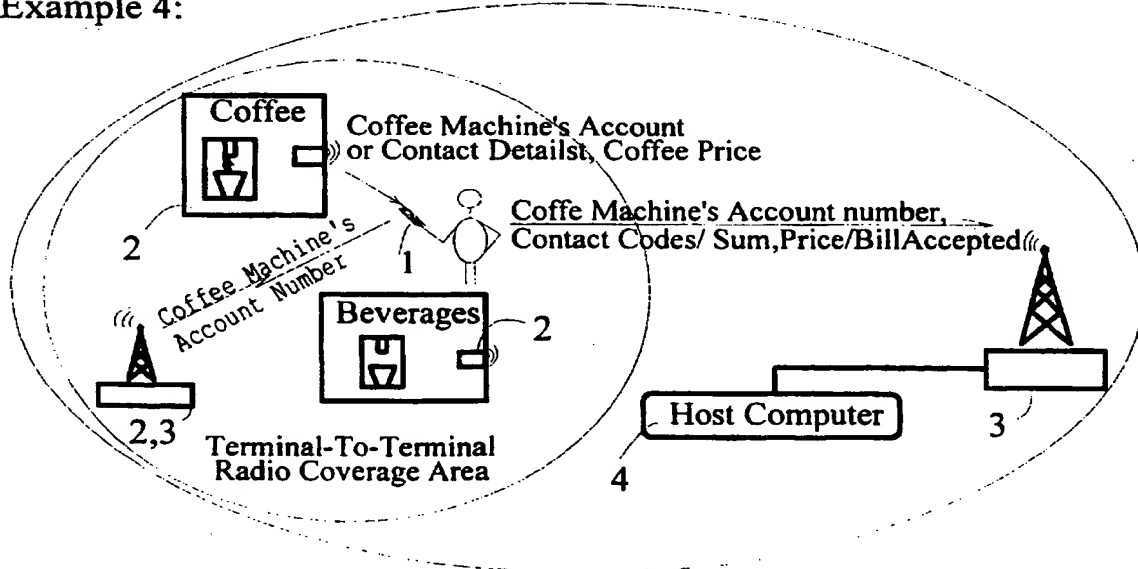 Example 4:
Coffee
Coffee Machine's Account
or Contact Detailst, Coffee Price
2
1
Coffe Machine's Account number,
Contact Codes/ Sum,Price/BillAccepted
Coffee Machine's
Account Number
Beverages
2
2,3
Terminal-To-Terminal
Radio Coverage Area
Host Computer
4
3